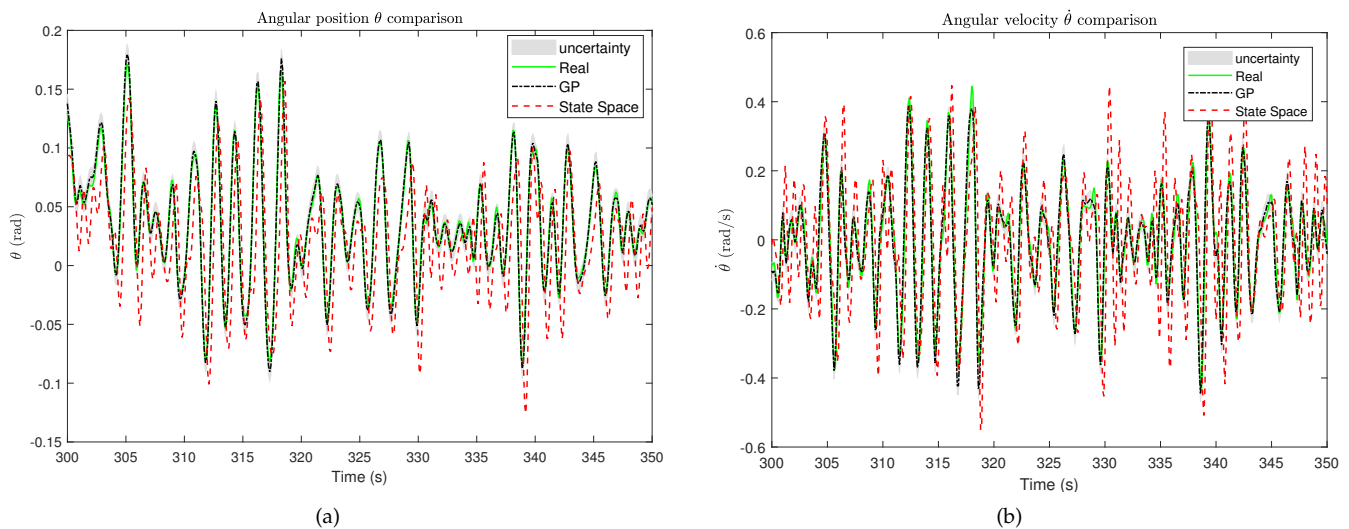 Angular position θ comparison
0.2
0.15
0.1
0.05
0
-0.05
-0.1
-0.15
θ (rad)
uncertainty
Real
GP
State Space
300 305 310 315 320 325 330 335 340 345 350
Time (s)
(a)
Angular velocity θ̇ comparison
0.6
0.4
0.2
0
-0.2
-0.4
-0.6
θ̇ (rad/s)
uncertainty
Real
GP
State Space
300 305 310 315 320 325 330 335 340 345 350
Time (s)
(b)